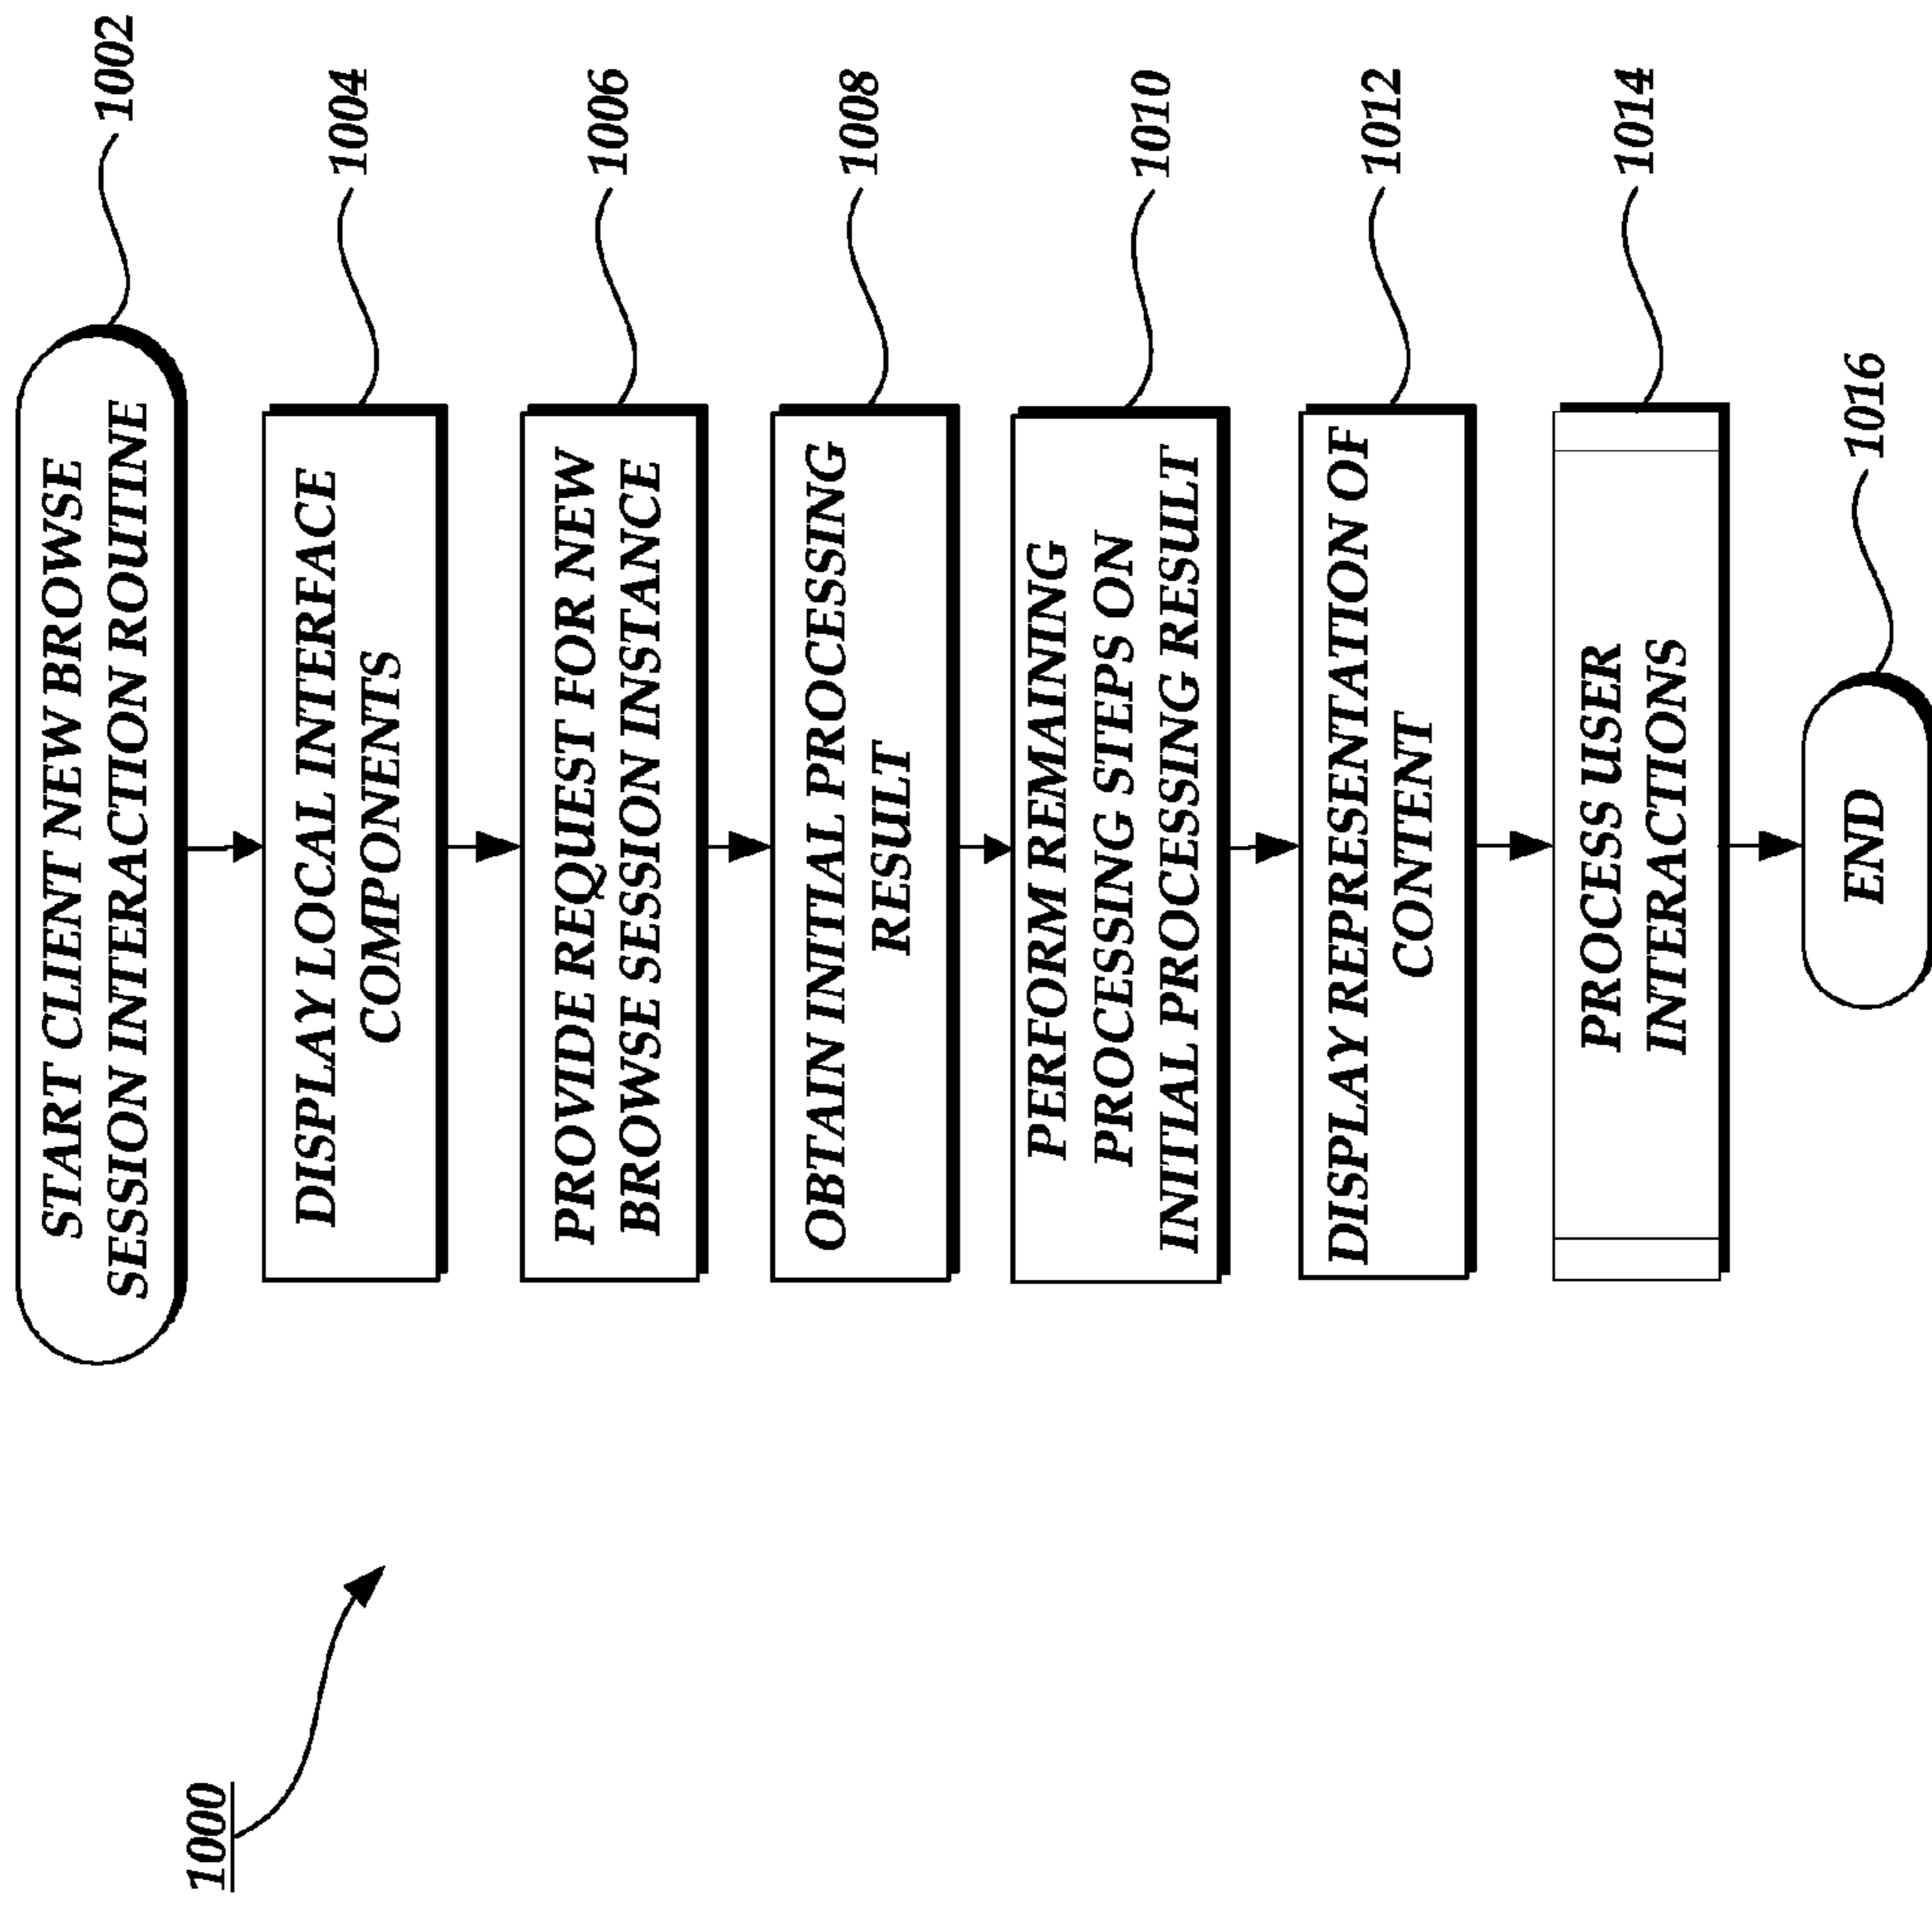 1000
START CLIENT NEW BROWSE
SESSION INTERACTION ROUTINE
1002
DISPLAY LOCAL INTERFACE
COMPONENTS
1004
PROVIDE REQUEST FOR NEW
BROWSE SESSION INSTANCE
1006
OBTAIN INITIAL PROCESSING
RESULT
1008
PERFORM REMAINING
PROCESSING STEPS ON
INITIAL PROCESSING RESULT
1010
DISPLAY REPRESENTATION OF
CONTENT
1012
PROCESS USER
INTERACTIONS
1014
END
1016